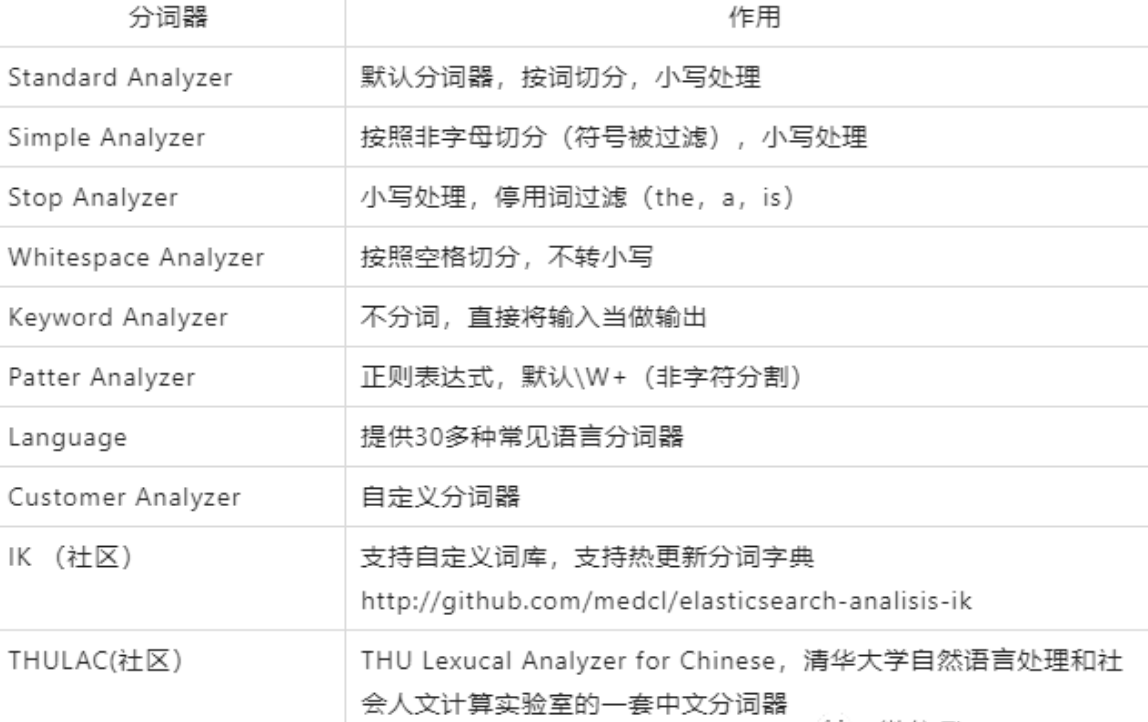 分词器 作用
Standard Analyzer 默认分词器，按词切分，小写处理
Simple Analyzer 按照非字母切分（符号被过滤），小写处理
Stop Analyzer 小写处理，停用词过滤（the，a，is）
Whitespace Analyzer 按照空格切分，不转小写
Keyword Analyzer 不分词，直接将输入当做输出
Patter Analyzer 正则表达式，默认\W+（非字符分割）
Language 提供30多种常见语言分词器
Customer Analyzer 自定义分词器
IK （社区） 支持自定义词库，支持热更新分词字典
http://github.com/medcl/elasticsearch-analisis-ik
THULAC(社区） THU Lexucal Analyzer for Chinese，清华大学自然语言处理和社
会人文计算实验室的一套中文分词器